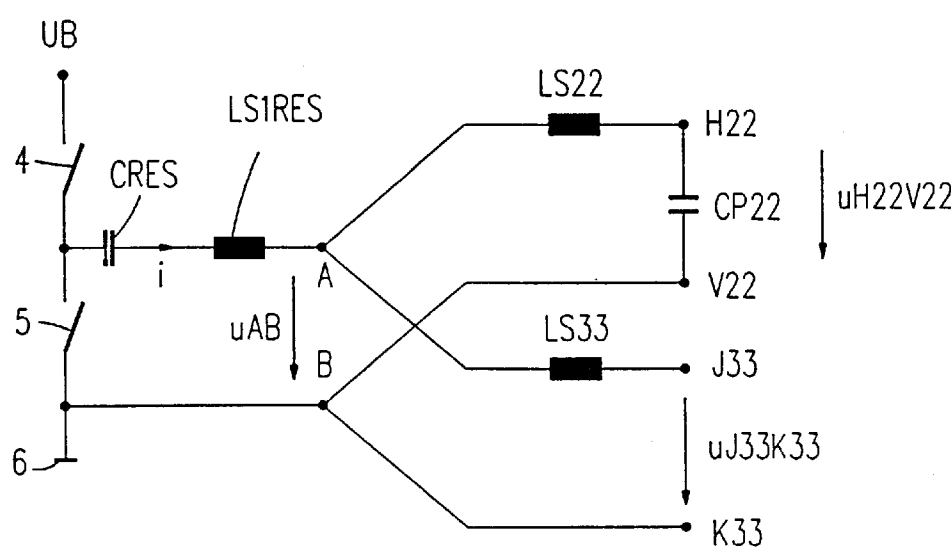 UB
LS22
H22
LS1RES
4
CRES
CP22
uH22V22
i
A
V22
5
uAB
LS33
B
J33
6
uJ33K33
K33